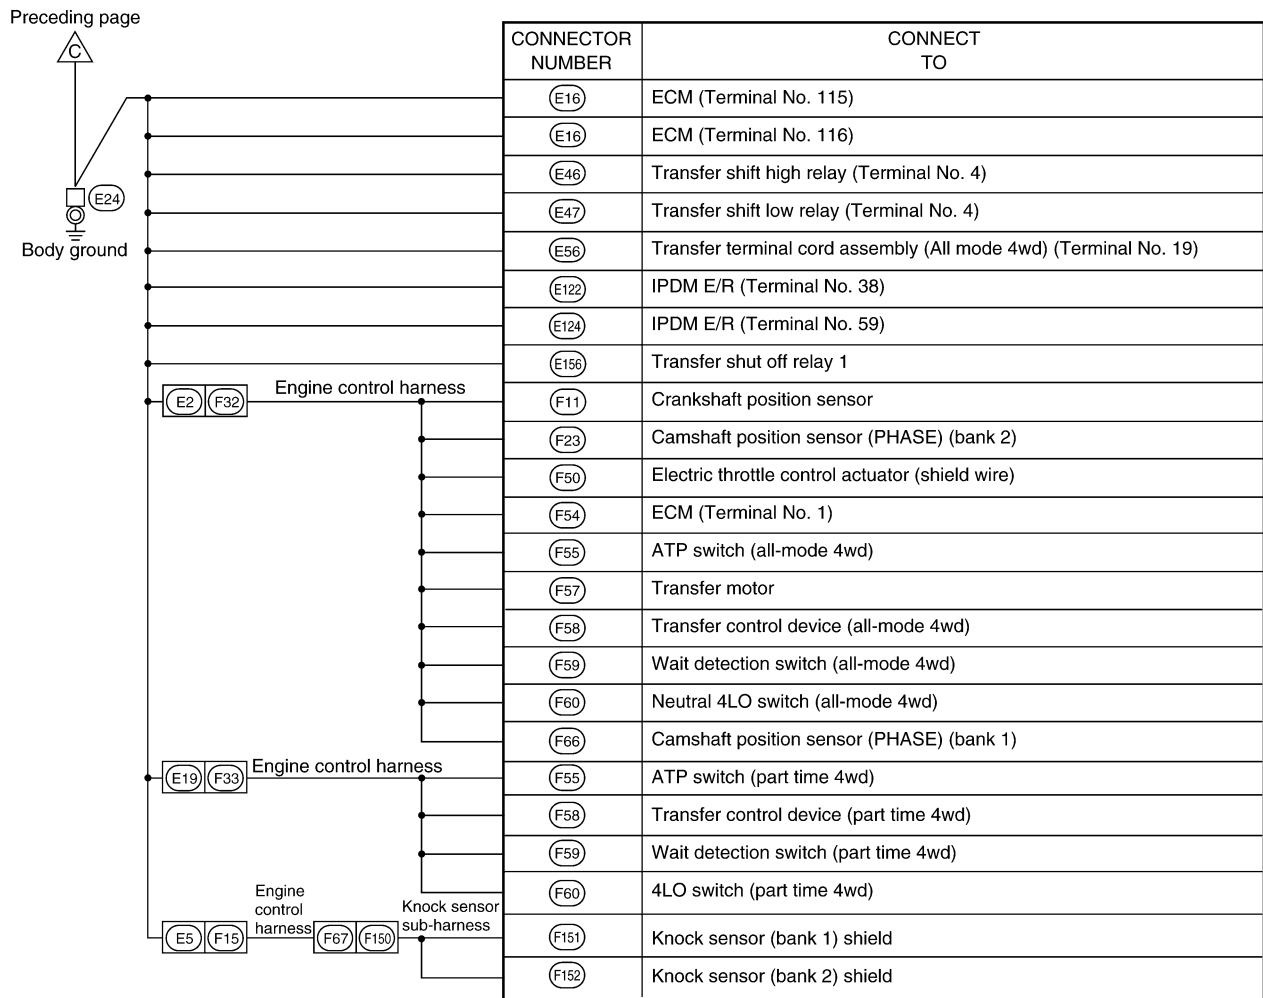 Preceding page
C
E24
Body ground
CONNECTOR NUMBER CONNECT TO
E16 ECM (Terminal No. 115)
E16 ECM (Terminal No. 116)
E46 Transfer shift high relay (Terminal No. 4)
E47 Transfer shift low relay (Terminal No. 4)
E56 Transfer terminal cord assembly (All mode 4wd) (Terminal No. 19)
E122 IPDM E/R (Terminal No. 38)
E124 IPDM E/R (Terminal No. 59)
E156 Transfer shut off relay 1
E2 F32 Engine control harness F11 Crankshaft position sensor
F23 Camshaft position sensor (PHASE) (bank 2)
F50 Electric throttle control actuator (shield wire)
F54 ECM (Terminal No. 1)
F55 ATP switch (all-mode 4wd)
F57 Transfer motor
F58 Transfer control device (all-mode 4wd)
F59 Wait detection switch (all-mode 4wd)
F60 Neutral 4LO switch (all-mode 4wd)
F66 Camshaft position sensor (PHASE) (bank 1)
E19 F33 Engine control harness F55 ATP switch (part time 4wd)
F58 Transfer control device (part time 4wd)
F59 Wait detection switch (part time 4wd)
F60 4LO switch (part time 4wd)
E5 F15 Engine control harness F67 F150 Knock sensor sub-harness F151 Knock sensor (bank 1) shield
F152 Knock sensor (bank 2) shield